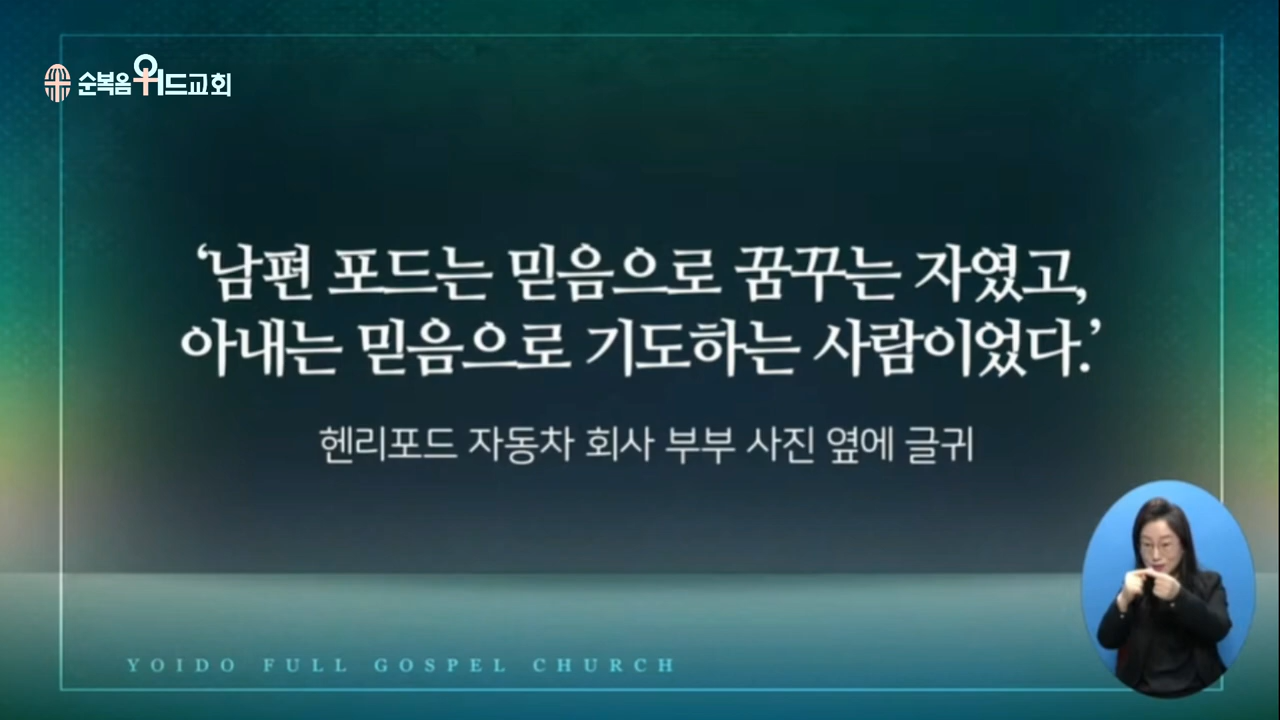 순복음위드교회
‘남편 포드는 믿음으로 꿈꾸는 자였고,
아내는 믿음으로 기도하는 사람이었다.’
헨리포드 자동차 회사 부부 사진 옆에 글귀
YOIDO FULL GOSPEL CHURCH